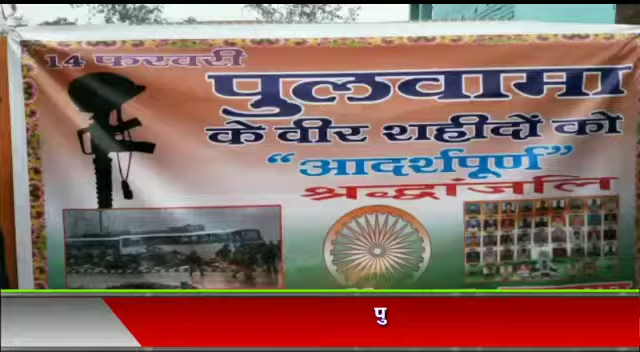 14 फरवरी
पुलवामा
के वीर शहीदों को
“आदर्शपूर्ण”
श्रद्धांजलि
पु